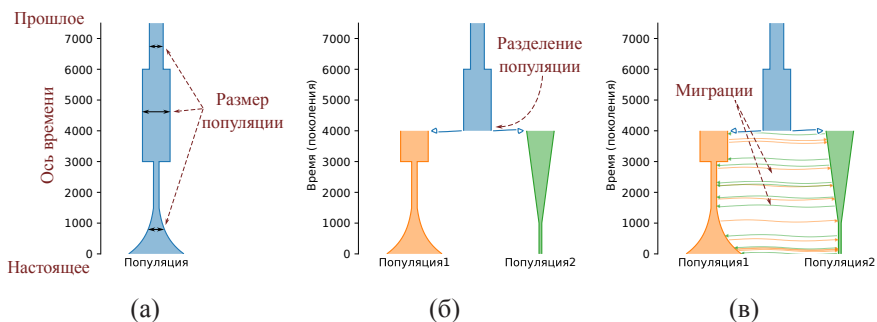 Прошлое
7000
6000
5000
4000
3000
2000
1000
0
Ось времени
Размер
популяции
Настоящее
Популяция
(а)
Время (поколения)
7000
6000
5000
4000
3000
2000
1000
0
Разделение
популяции
Популяция1
Популяция2
(б)
Время (поколения)
7000
6000
5000
4000
3000
2000
1000
0
Миграции
Популяция1
Популяция2
(в)